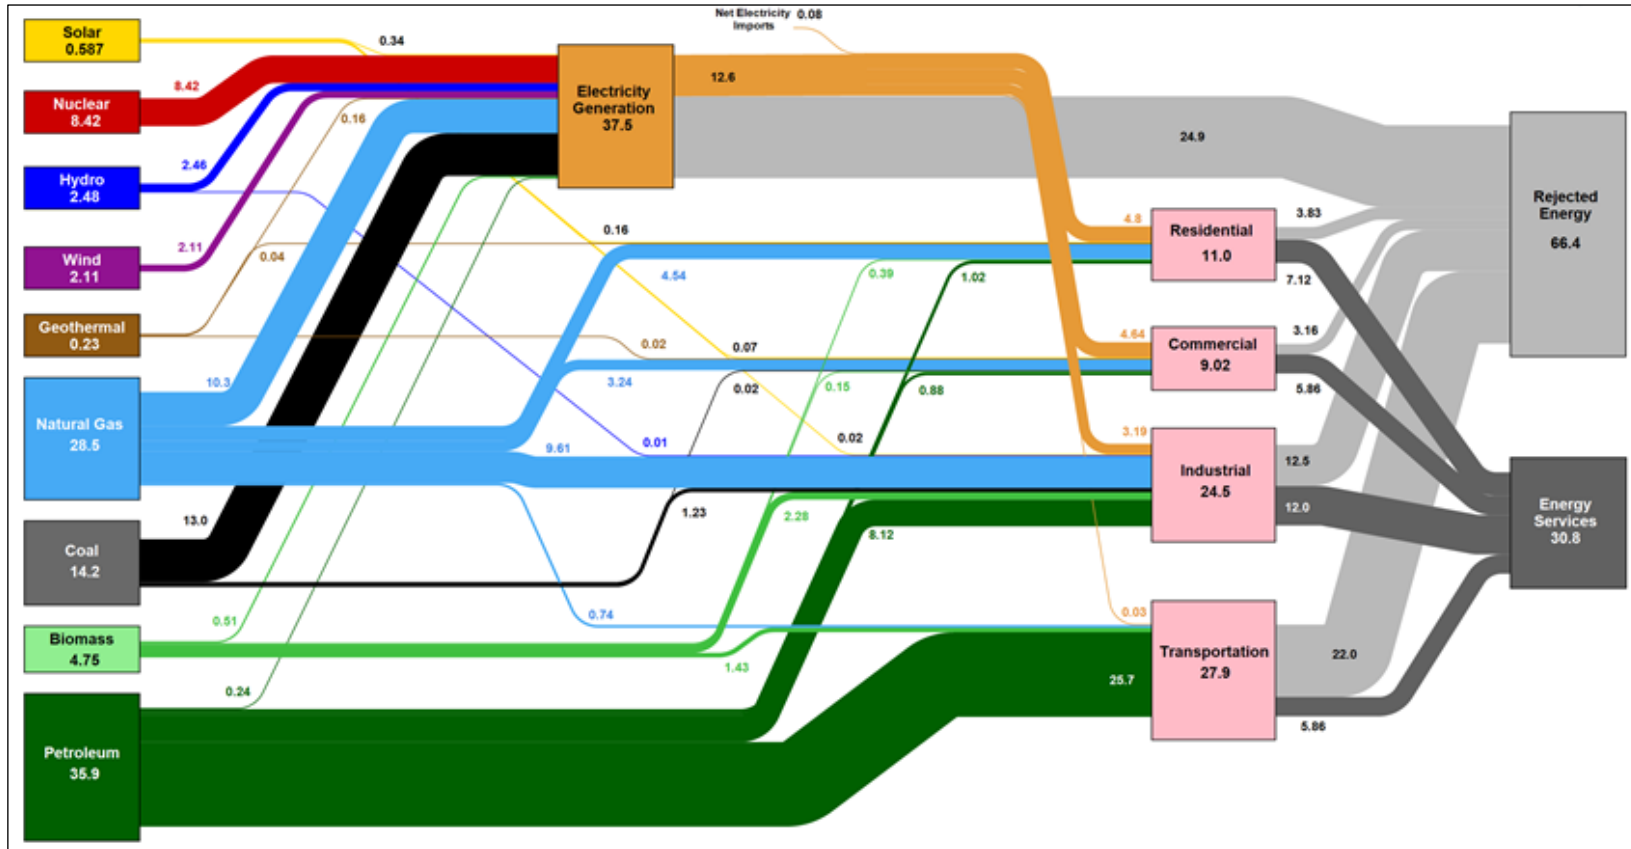 Net Electricity 0.08
Imports
Solar
0.587
0.34
Nuclear
8.42
8.42
0.16
Electricity
Generation
37.5
12.6
24.9
Hydro
2.48
2.46
Rejected
Energy
66.4
Wind
2.11
2.11
0.04
0.16
4.54
0.39
1.02
4.8
Residential
11.0
3.83
7.12
Geothermal
0.23
0.02
0.07
4.64
Commercial
9.02
3.16
5.86
10.3
3.24
0.02
0.15
0.88
Natural Gas
28.5
9.61
0.01
0.02
3.19
Industrial
24.5
12.5
12.0
Energy
Services
30.8
Coal
14.2
13.0
1.23
2.28
8.12
Biomass
4.75
0.51
0.74
1.43
0.03
Transportation
27.9
25.7
22.0
5.86
Petroleum
35.9
0.24